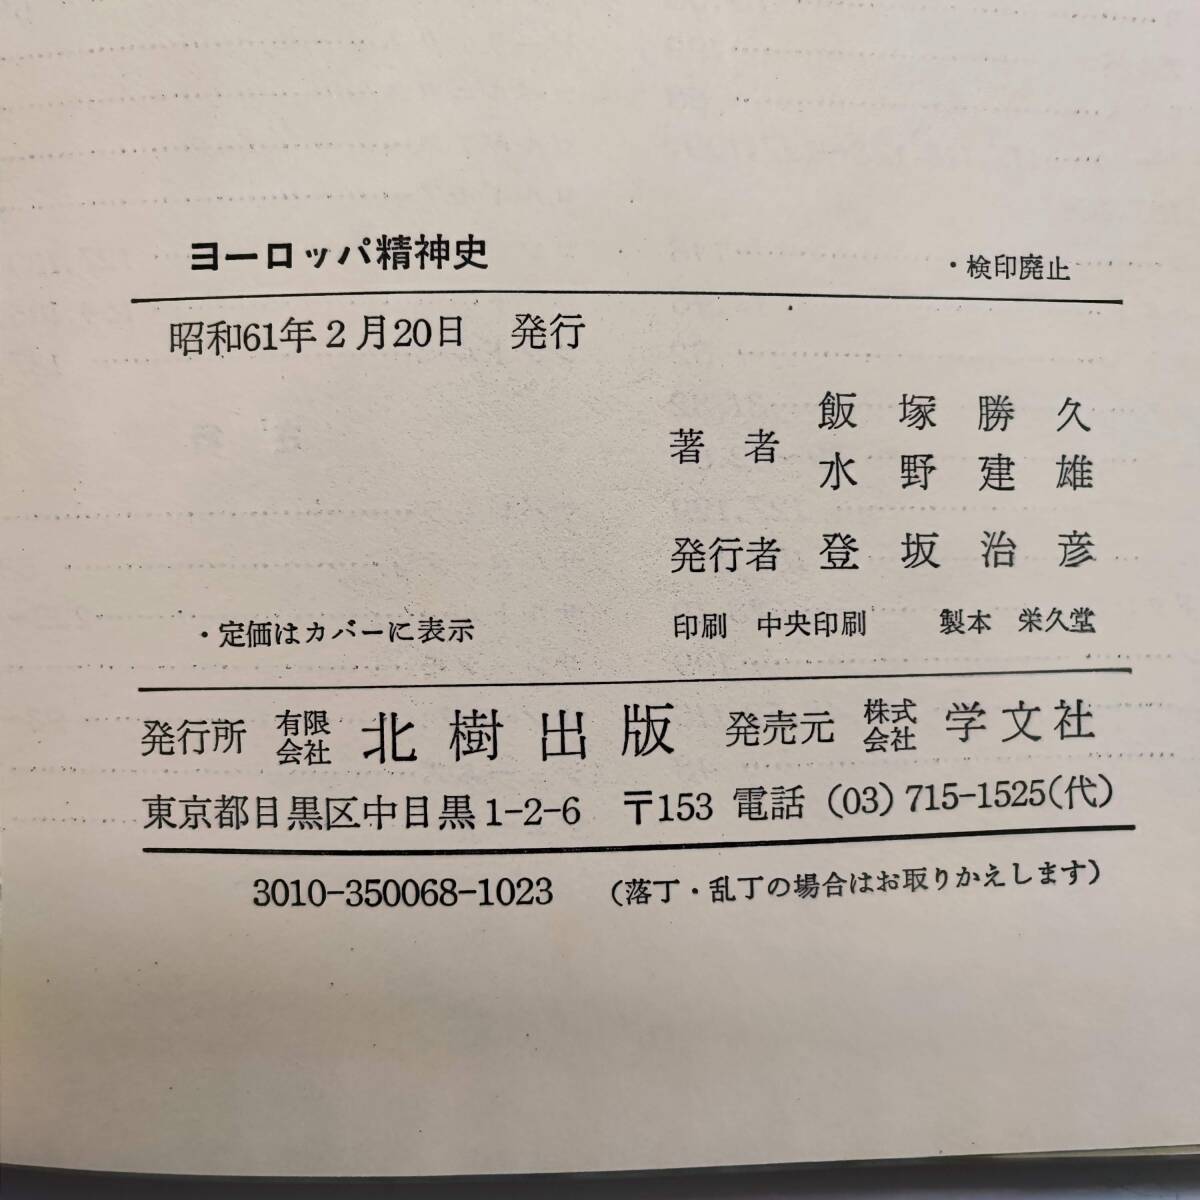 ヨーロッパ精神史　・検印廃止
昭和61年2月20日　発行
著者　飯塚勝久
水野建雄
発行者　登坂治彦
・定価はカバーに表示　印刷　中央印刷　製本　栄久堂
発行所　有限会社　北樹出版　発売元　株式会社　学文社
東京都目黒区中目黒1-2-6　〒153　電話（03）715-1525（代）
3010-350068-1023　（落丁・乱丁の場合はお取りかえします）